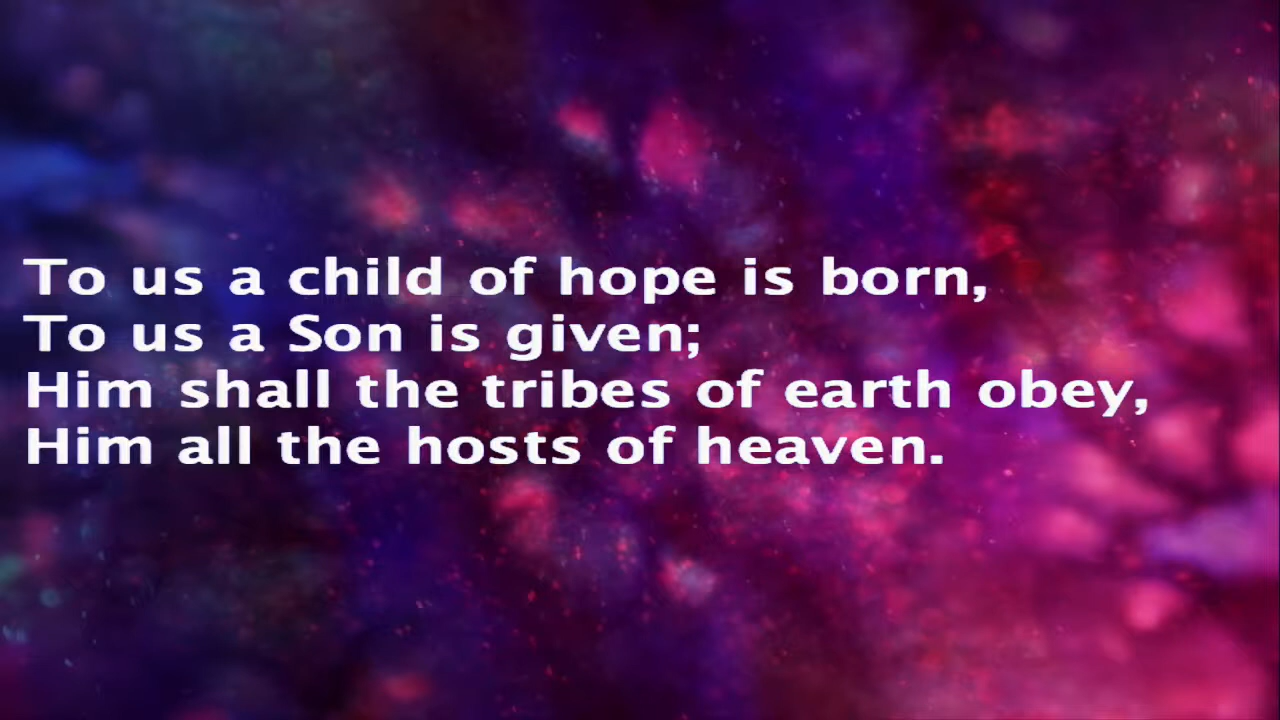 To us a child of hope is born,
To us a Son is given;
Him shall the tribes of earth obey,
Him all the hosts of heaven.